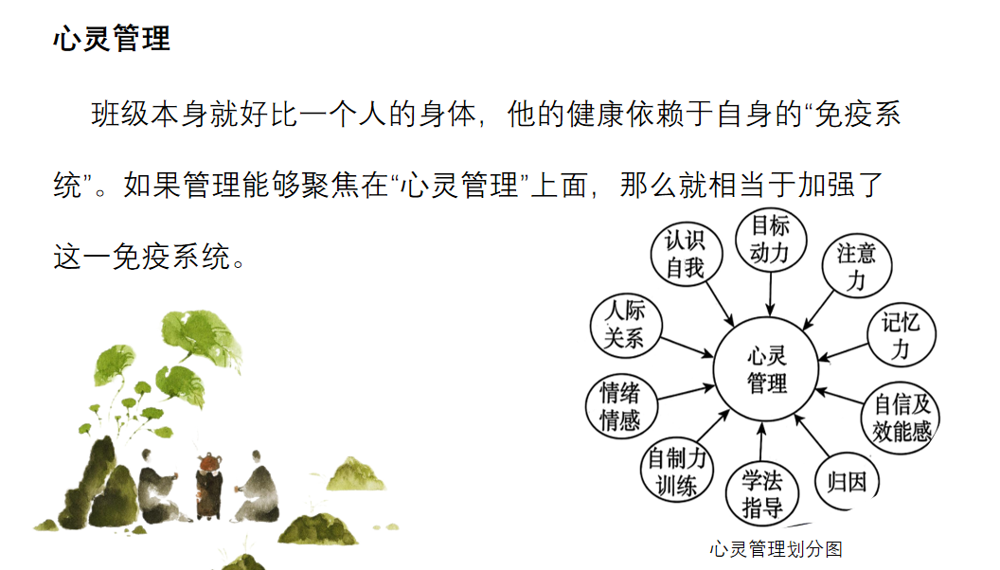 心灵管理
班级本身就好比一个人的身体，他的健康依赖于自身的“免疫系
统”。如果管理能够聚焦在“心灵管理”上面，那么就相当于加强了
这一免疫系统。
目标
动力
认识
自我
注意
力
人际
关系
记忆
力
心灵
管理
情绪
情感
自信及
效能感
自制力
训练
学法
指导
归因
心灵管理划分图